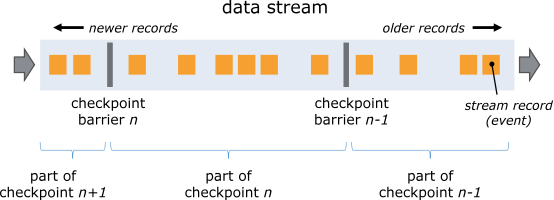 data stream
newer records
older records
checkpoint
barrier n
checkpoint
barrier n-1
stream record
(event)
part of
checkpoint n+1
part of
checkpoint n
part of
checkpoint n-1